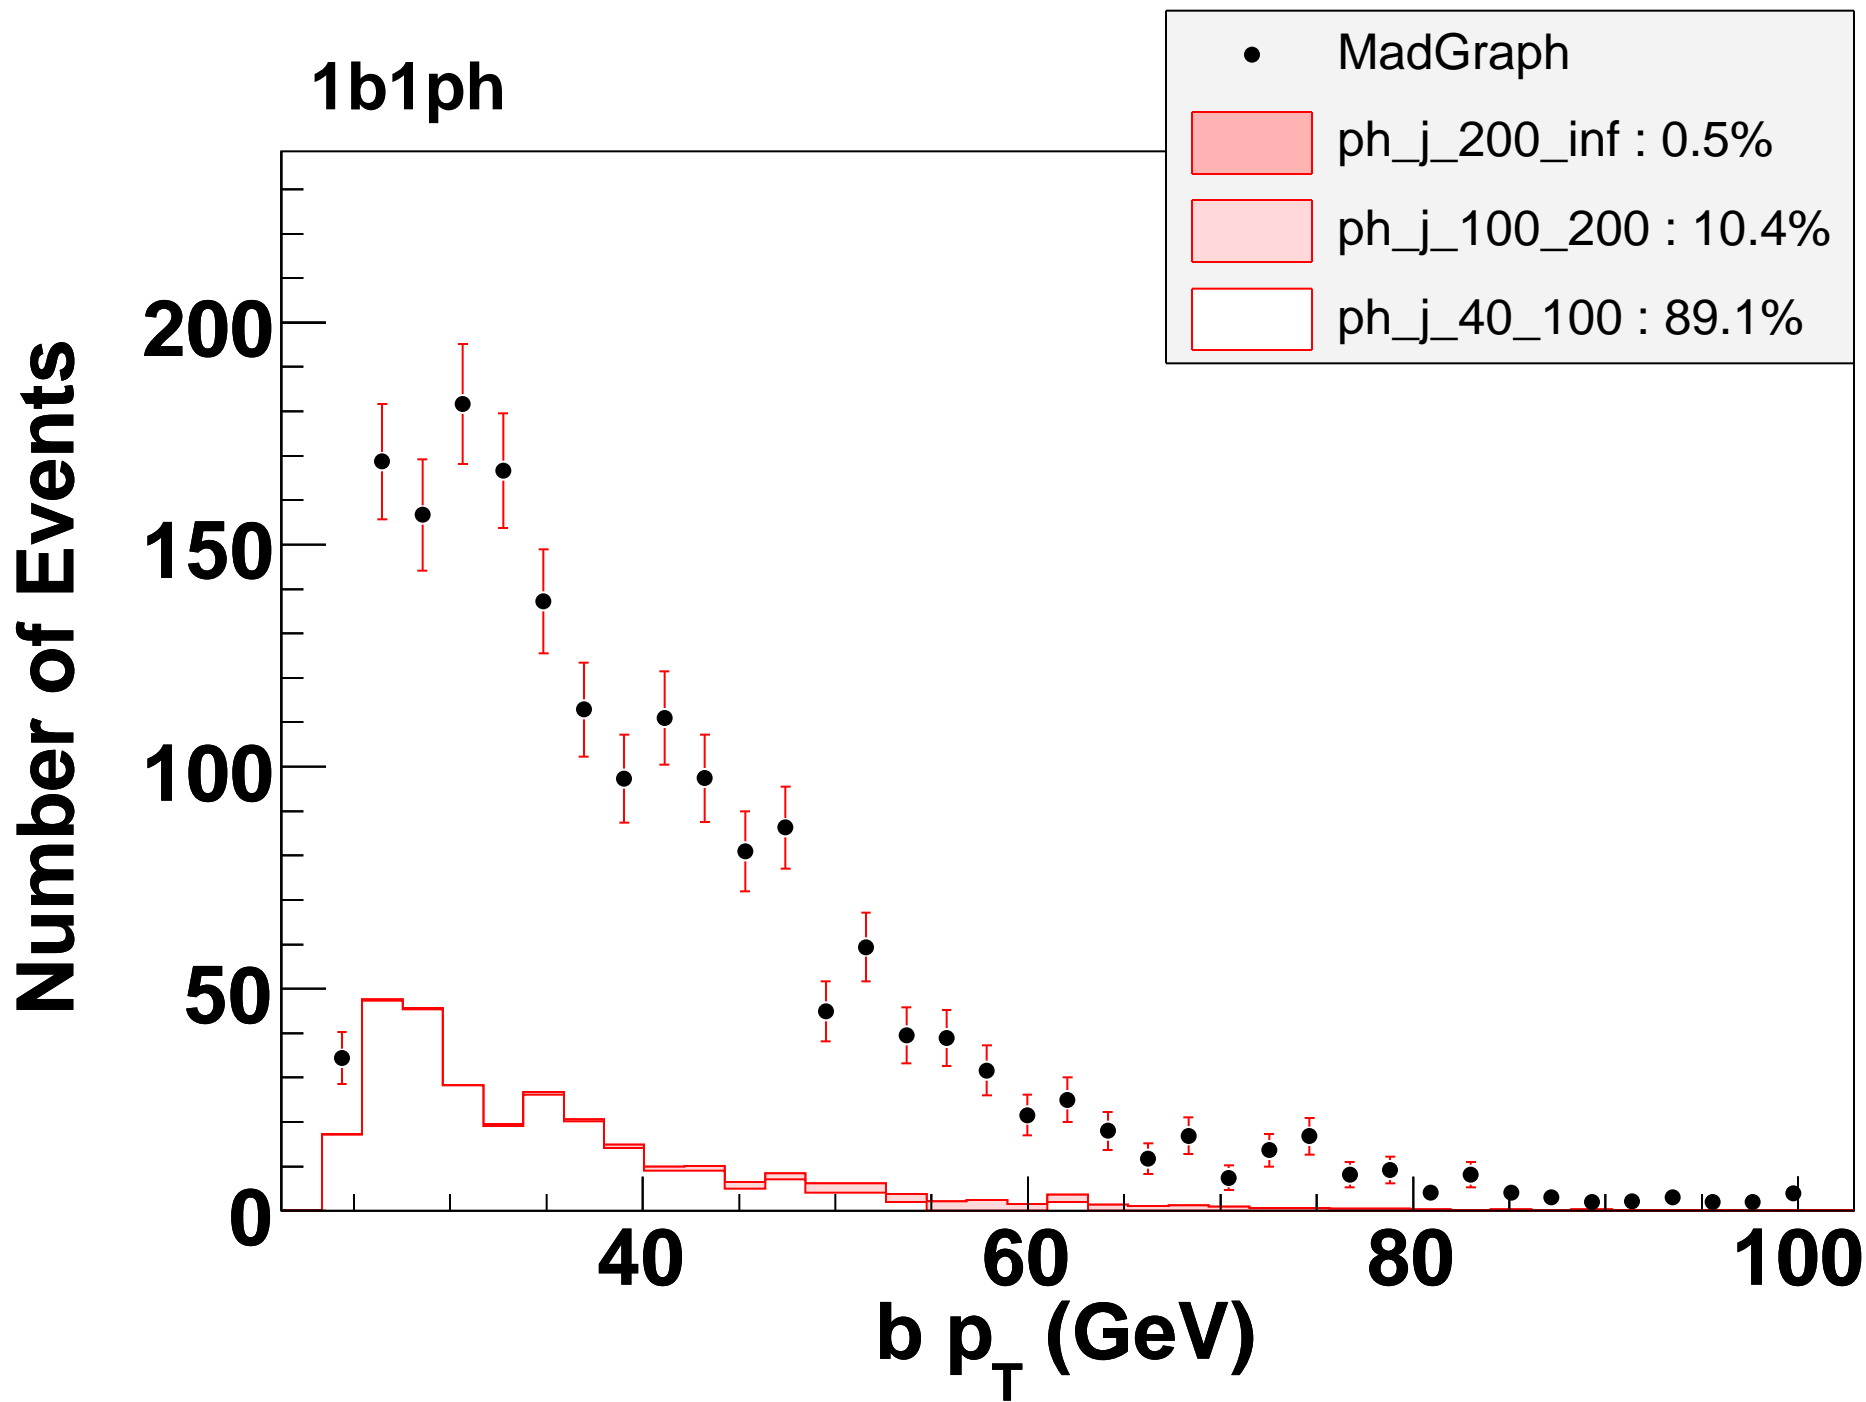 1b1ph
MadGraph
ph_j_200_inf : 0.5%
ph_j_100_200 : 10.4%
ph_j_40_100 : 89.1%
Number of Events
200
150
100
50
0
40 60 80 100
b p_T (GeV)